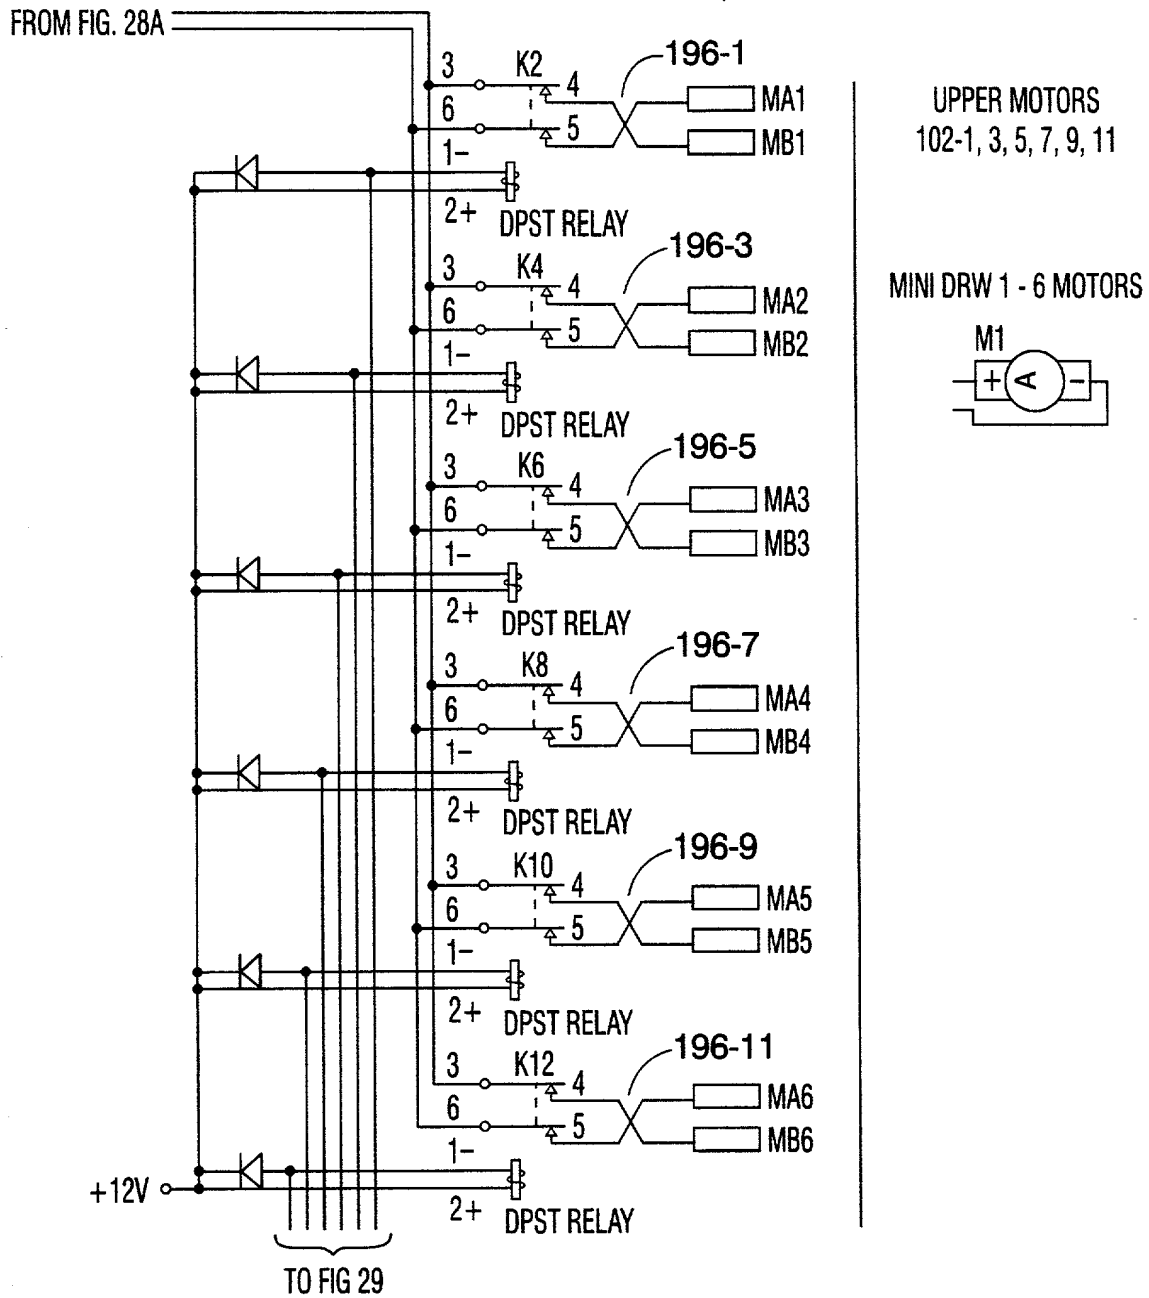 FROM FIG. 28A
3 K2 4 196-1
6 5
MA1
MB1
1-
2+ DPST RELAY
3 K4 4 196-3
6 5
MA2
MB2
1-
2+ DPST RELAY
3 K6 4 196-5
6 5
MA3
MB3
1-
2+ DPST RELAY
3 K8 4 196-7
6 5
MA4
MB4
1-
2+ DPST RELAY
3 K10 4 196-9
6 5
MA5
MB5
1-
2+ DPST RELAY
3 K12 4 196-11
6 5
MA6
MB6
1-
2+ DPST RELAY
+12V
TO FIG 29
UPPER MOTORS
102-1, 3, 5, 7, 9, 11
MINI DRW 1 - 6 MOTORS
M1
+ A -